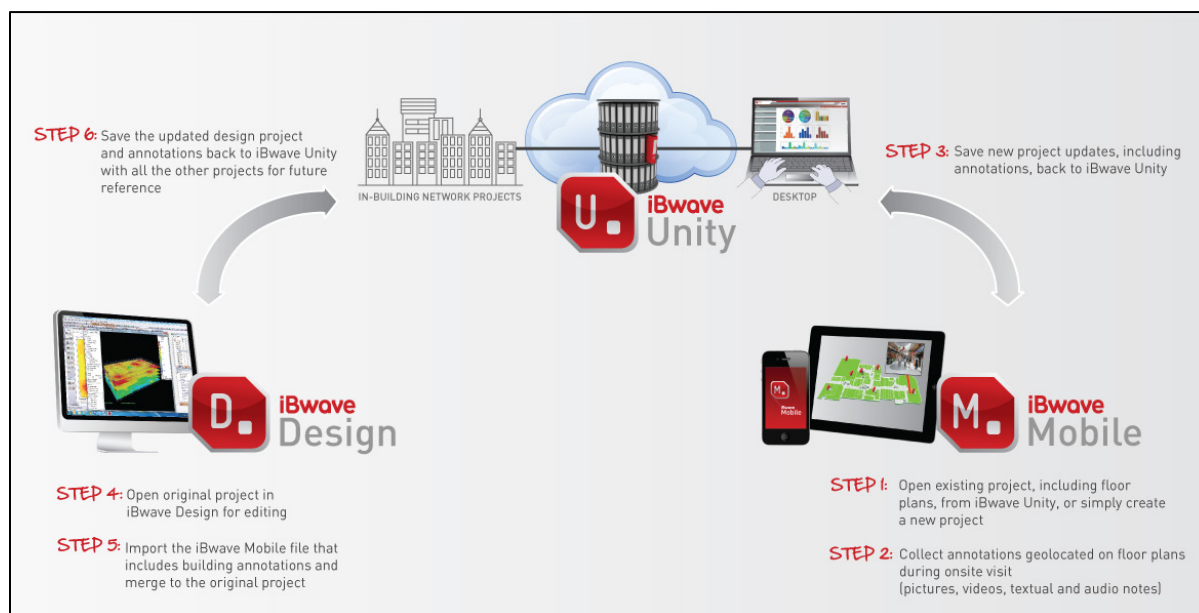 STEP 6: Save the updated design project
and annotations back to iBwave Unity
with all the other projects for future
reference
IN-BUILDING NETWORK PROJECTS
DESKTOP
U.
iBwave
Unity
STEP 3: Save new project updates, including
annotations, back to iBwave Unity
D.
iBwave
Design
M.
iBwave
Mobile
M.
iBwave
Mobile
STEP 4: Open original project in
iBwave Design for editing
STEP 5: Import the iBwave Mobile file that
includes building annotations and
merge to the original project
STEP 1: Open existing project, including floor
plans, from iBwave Unity, or simply create
a new project
STEP 2: Collect annotations geolocated on floor plans
during onsite visit
(pictures, videos, textual and audio notes)